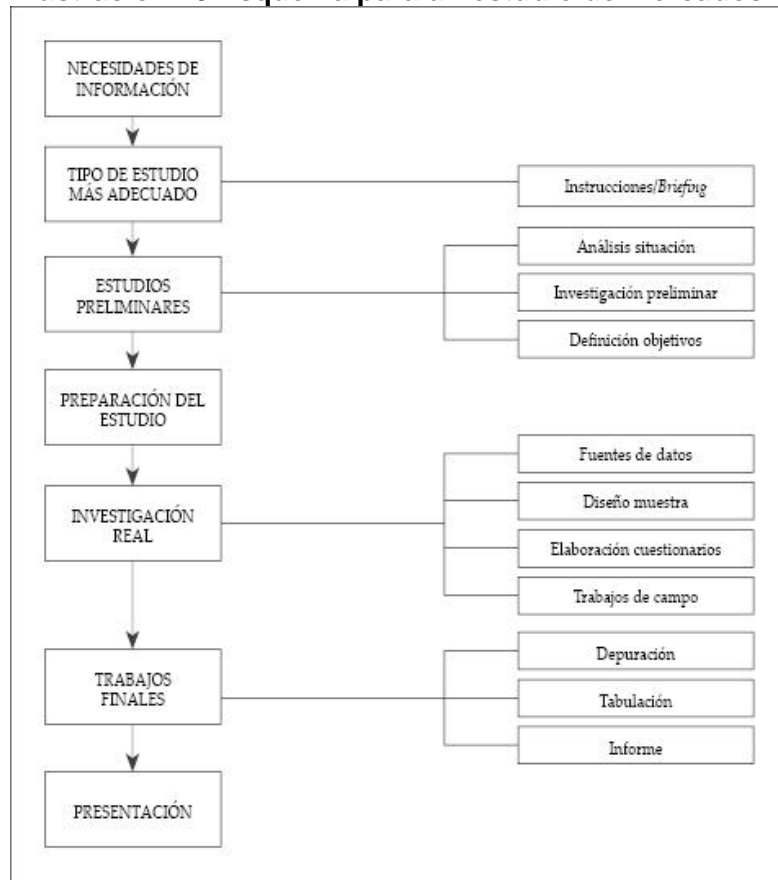 NECESIDADES DE
INFORMACIÓN
TIPO DE ESTUDIO
MÁS ADECUADO
Instrucciones/Briefing
ESTUDIOS
PRELIMINARES
Análisis situación
Investigación preliminar
Definición objetivos
PREPARACIÓN DEL
ESTUDIO
INVESTIGACIÓN
REAL
Fuentes de datos
Diseño muestra
Elaboración cuestionarios
Trabajos de campo
TRABAJOS
FINALES
Depuración
Tabulación
Informe
PRESENTACIÓN